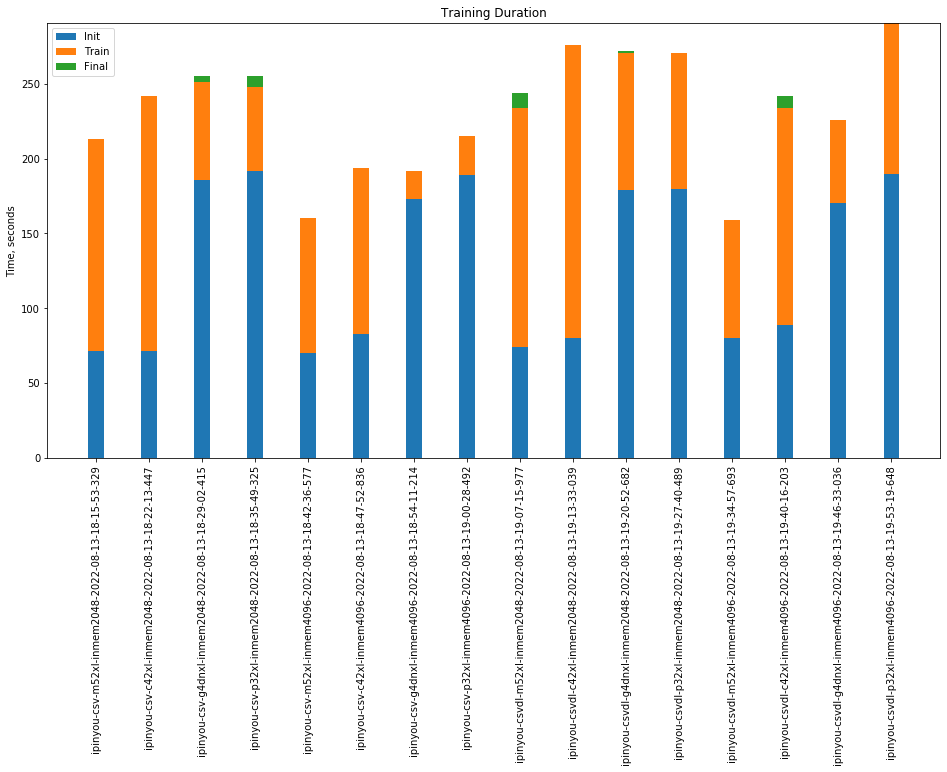 Training Duration
Init
Train
Final
Time, seconds
250
200
150
100
50
0
ipinyou-csv-m52xl-inmem2048-2022-08-13-18-15-53-329
ipinyou-csv-c42xl-inmem2048-2022-08-13-18-22-13-447
ipinyou-csv-g4dnxl-inmem2048-2022-08-13-18-29-02-415
ipinyou-csv-p32xl-inmem2048-2022-08-13-18-35-49-325
ipinyou-csv-m52xl-inmem4096-2022-08-13-18-42-36-577
ipinyou-csv-c42xl-inmem4096-2022-08-13-18-47-52-836
ipinyou-csv-g4dnxl-inmem4096-2022-08-13-18-54-11-214
ipinyou-csv-p32xl-inmem4096-2022-08-13-19-00-28-492
ipinyou-csvdl-m52xl-inmem2048-2022-08-13-19-07-15-977
ipinyou-csvdl-c42xl-inmem2048-2022-08-13-19-13-33-039
ipinyou-csvdl-g4dnxl-inmem2048-2022-08-13-19-20-52-682
ipinyou-csvdl-p32xl-inmem2048-2022-08-13-19-27-40-489
ipinyou-csvdl-m52xl-inmem4096-2022-08-13-19-34-57-693
ipinyou-csvdl-c42xl-inmem4096-2022-08-13-19-40-16-203
ipinyou-csvdl-g4dnxl-inmem4096-2022-08-13-19-46-33-036
ipinyou-csvdl-p32xl-inmem4096-2022-08-13-19-53-19-648